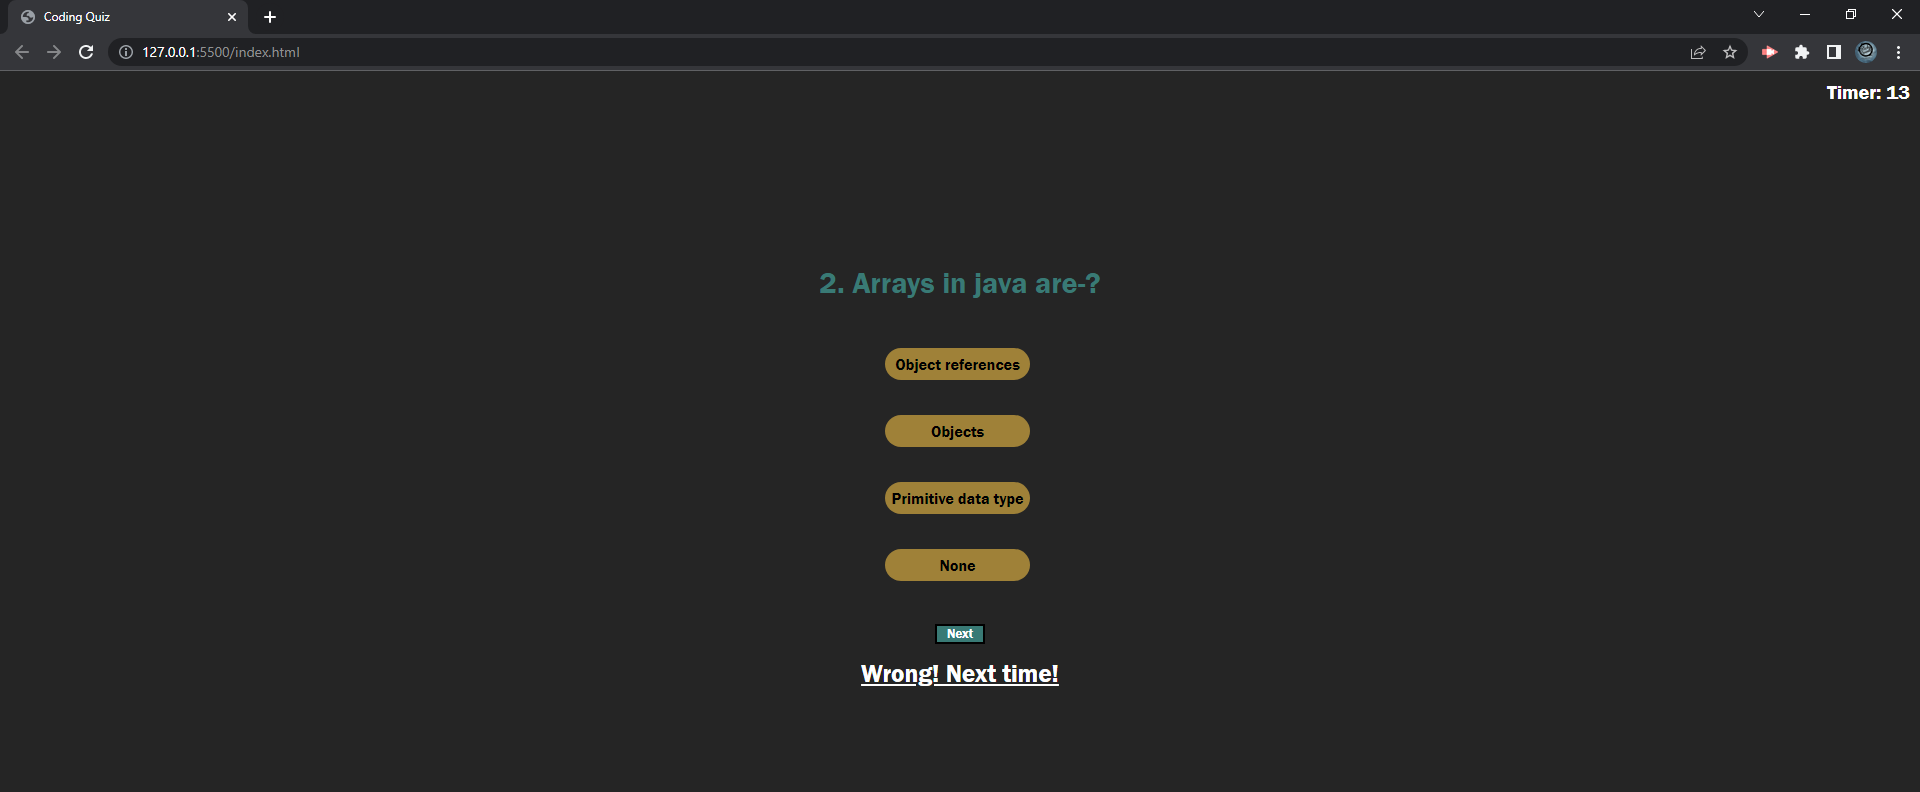 Coding Quiz
127.0.0.1:5500/index.html
Timer: 13
2. Arrays in java are-?
Object references
Objects
Primitive data type
None
Next
Wrong! Next time!